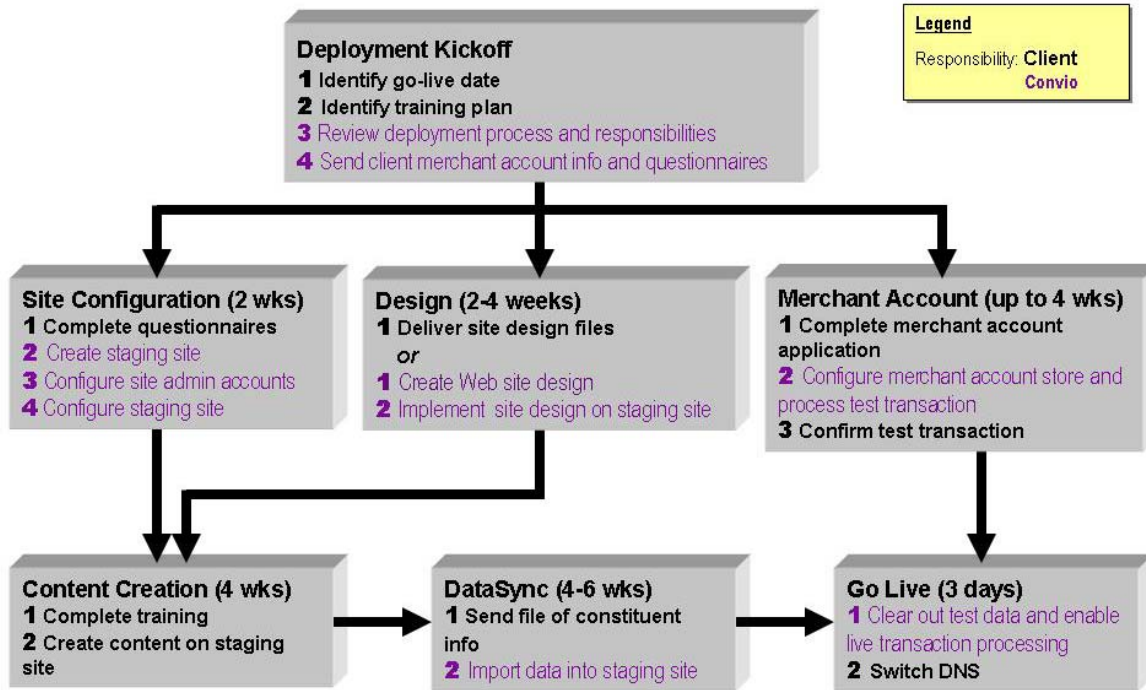 Deployment Kickoff
1 Identify go-live date
2 Identify training plan
3 Review deployment process and responsibilities
4 Send client merchant account info and questionnaires
Legend
Responsibility: Client
Convio
Site Configuration (2 wks)
1 Complete questionnaires
2 Create staging site
3 Configure site admin accounts
4 Configure staging site
Design (2-4 weeks)
1 Deliver site design files
or
1 Create Web site design
2 Implement site design on staging site
Merchant Account (up to 4 wks)
1 Complete merchant account
application
2 Configure merchant account store and
process test transaction
3 Confirm test transaction
Content Creation (4 wks)
1 Complete training
2 Create content on staging
site
DataSync (4-6 wks)
1 Send file of constituent
info
2 Import data into staging site
Go Live (3 days)
1 Clear out test data and enable
live transaction processing
2 Switch DNS